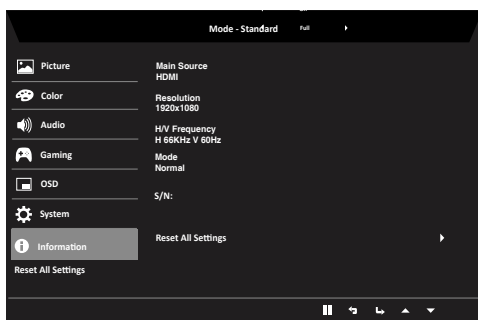 Mode - Standard Full
Picture
Color
Audio
Gaming
OSD
System
Information
Reset All Settings
Main Source
HDMI
Resolution
1920x1080
H/V Frequency
H 66KHz V 60Hz
Mode
Normal
S/N:
Reset All Settings